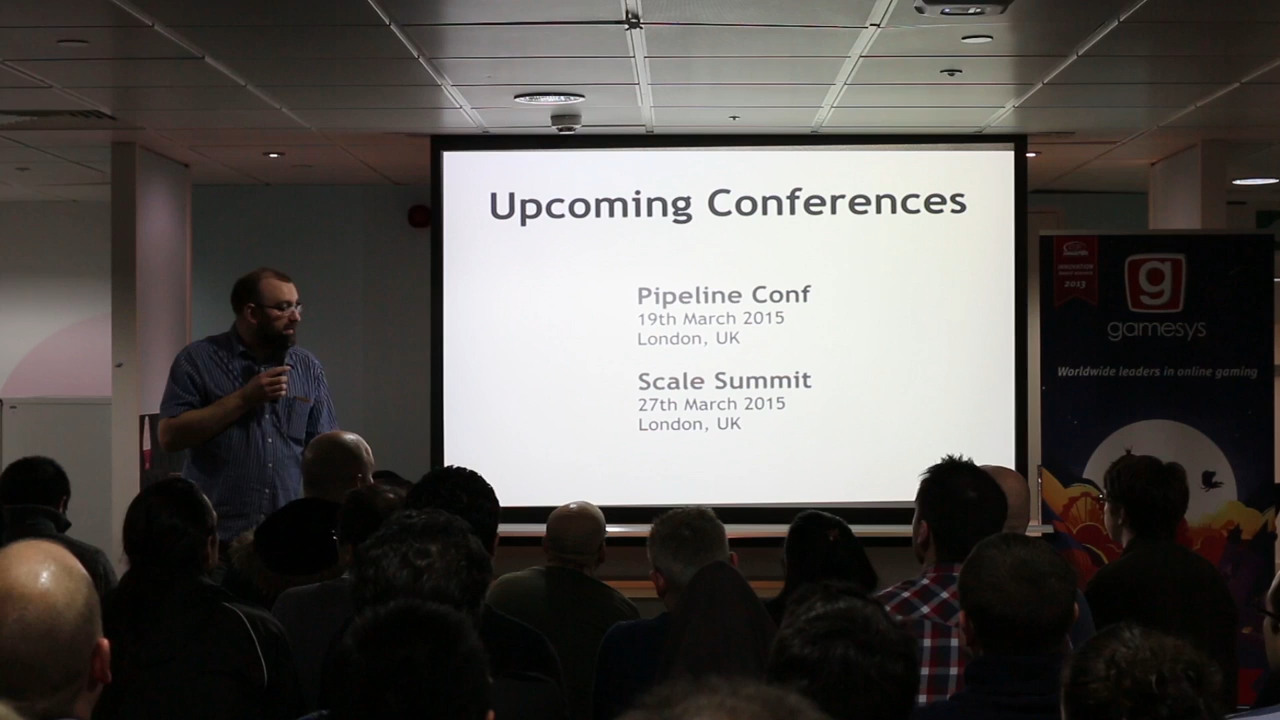 Upcoming Conferences
Pipeline Conf
19th March 2015
London, UK
Scale Summit
27th March 2015
London, UK
INNOVATION
2013
g
gamesys
Worldwide leaders in online gaming